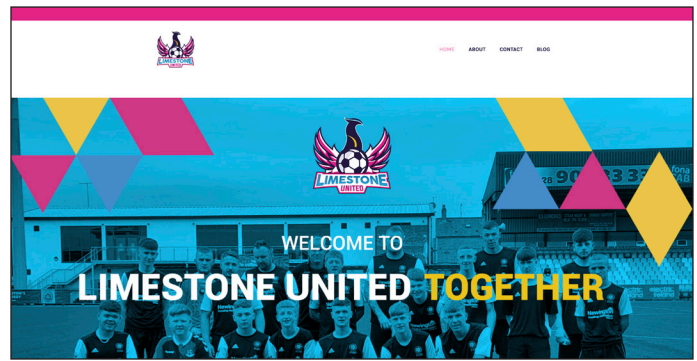 LIMESTONE
UNITED
HOME ABOUT CONTACT BLOG
LIMESTONE
UNITED
WELCOME TO
LIMESTONE UNITED TOGETHER